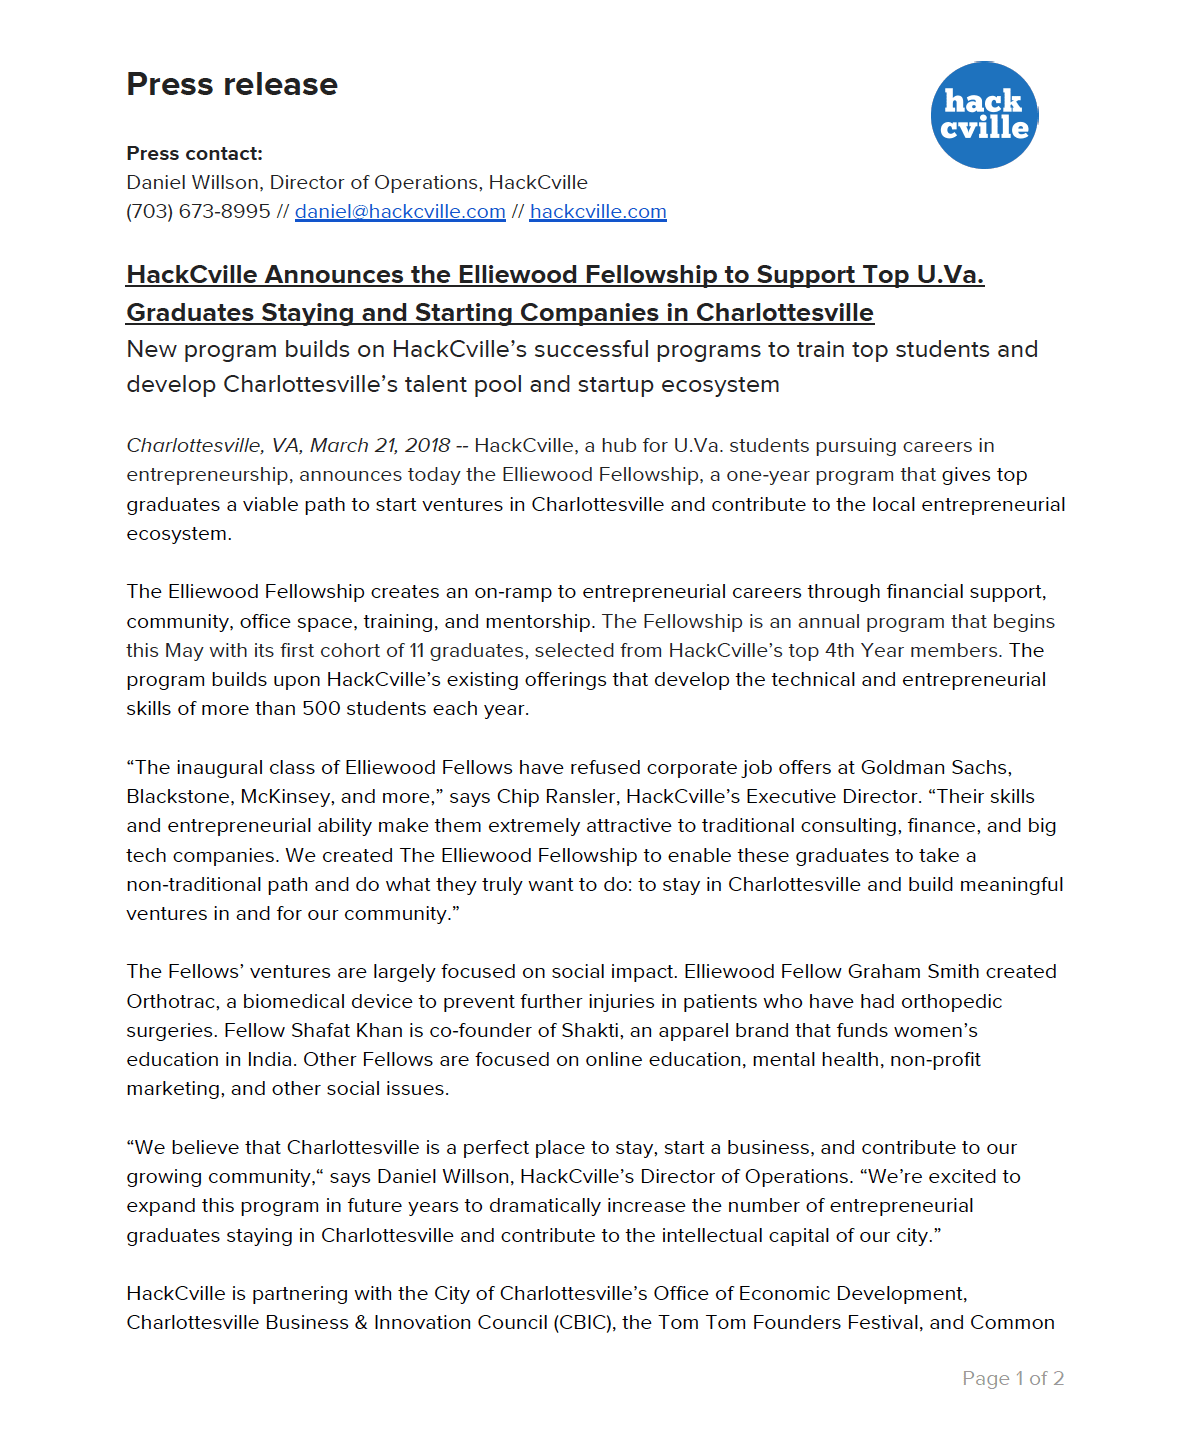 Press release
hack
cville
Press contact:
Daniel Willson, Director of Operations, HackCville
(703) 673-8995 // daniel@hackcville.com // hackcville.com
HackCville Announces the Elliewood Fellowship to Support Top U.Va.
Graduates Staying and Starting Companies in Charlottesville
New program builds on HackCville’s successful programs to train top students and
develop Charlottesville’s talent pool and startup ecosystem
Charlottesville, VA, March 21, 2018 -- HackCville, a hub for U.Va. students pursuing careers in
entrepreneurship, announces today the Elliewood Fellowship, a one-year program that gives top
graduates a viable path to start ventures in Charlottesville and contribute to the local entrepreneurial
ecosystem.
The Elliewood Fellowship creates an on-ramp to entrepreneurial careers through financial support,
community, office space, training, and mentorship. The Fellowship is an annual program that begins
this May with its first cohort of 11 graduates, selected from HackCville’s top 4th Year members. The
program builds upon HackCville’s existing offerings that develop the technical and entrepreneurial
skills of more than 500 students each year.
“The inaugural class of Elliewood Fellows have refused corporate job offers at Goldman Sachs,
Blackstone, McKinsey, and more,” says Chip Ransler, HackCville’s Executive Director. “Their skills
and entrepreneurial ability make them extremely attractive to traditional consulting, finance, and big
tech companies. We created The Elliewood Fellowship to enable these graduates to take a
non-traditional path and do what they truly want to do: to stay in Charlottesville and build meaningful
ventures in and for our community.”
The Fellows’ ventures are largely focused on social impact. Elliewood Fellow Graham Smith created
Orthotrac, a biomedical device to prevent further injuries in patients who have had orthopedic
surgeries. Fellow Shafat Khan is co-founder of Shakti, an apparel brand that funds women’s
education in India. Other Fellows are focused on online education, mental health, non-profit
marketing, and other social issues.
“We believe that Charlottesville is a perfect place to stay, start a business, and contribute to our
growing community,“ says Daniel Willson, HackCville’s Director of Operations. “We’re excited to
expand this program in future years to dramatically increase the number of entrepreneurial
graduates staying in Charlottesville and contribute to the intellectual capital of our city.”
HackCville is partnering with the City of Charlottesville’s Office of Economic Development,
Charlottesville Business & Innovation Council (CBIC), the Tom Tom Founders Festival, and Common
Page 1 of 2